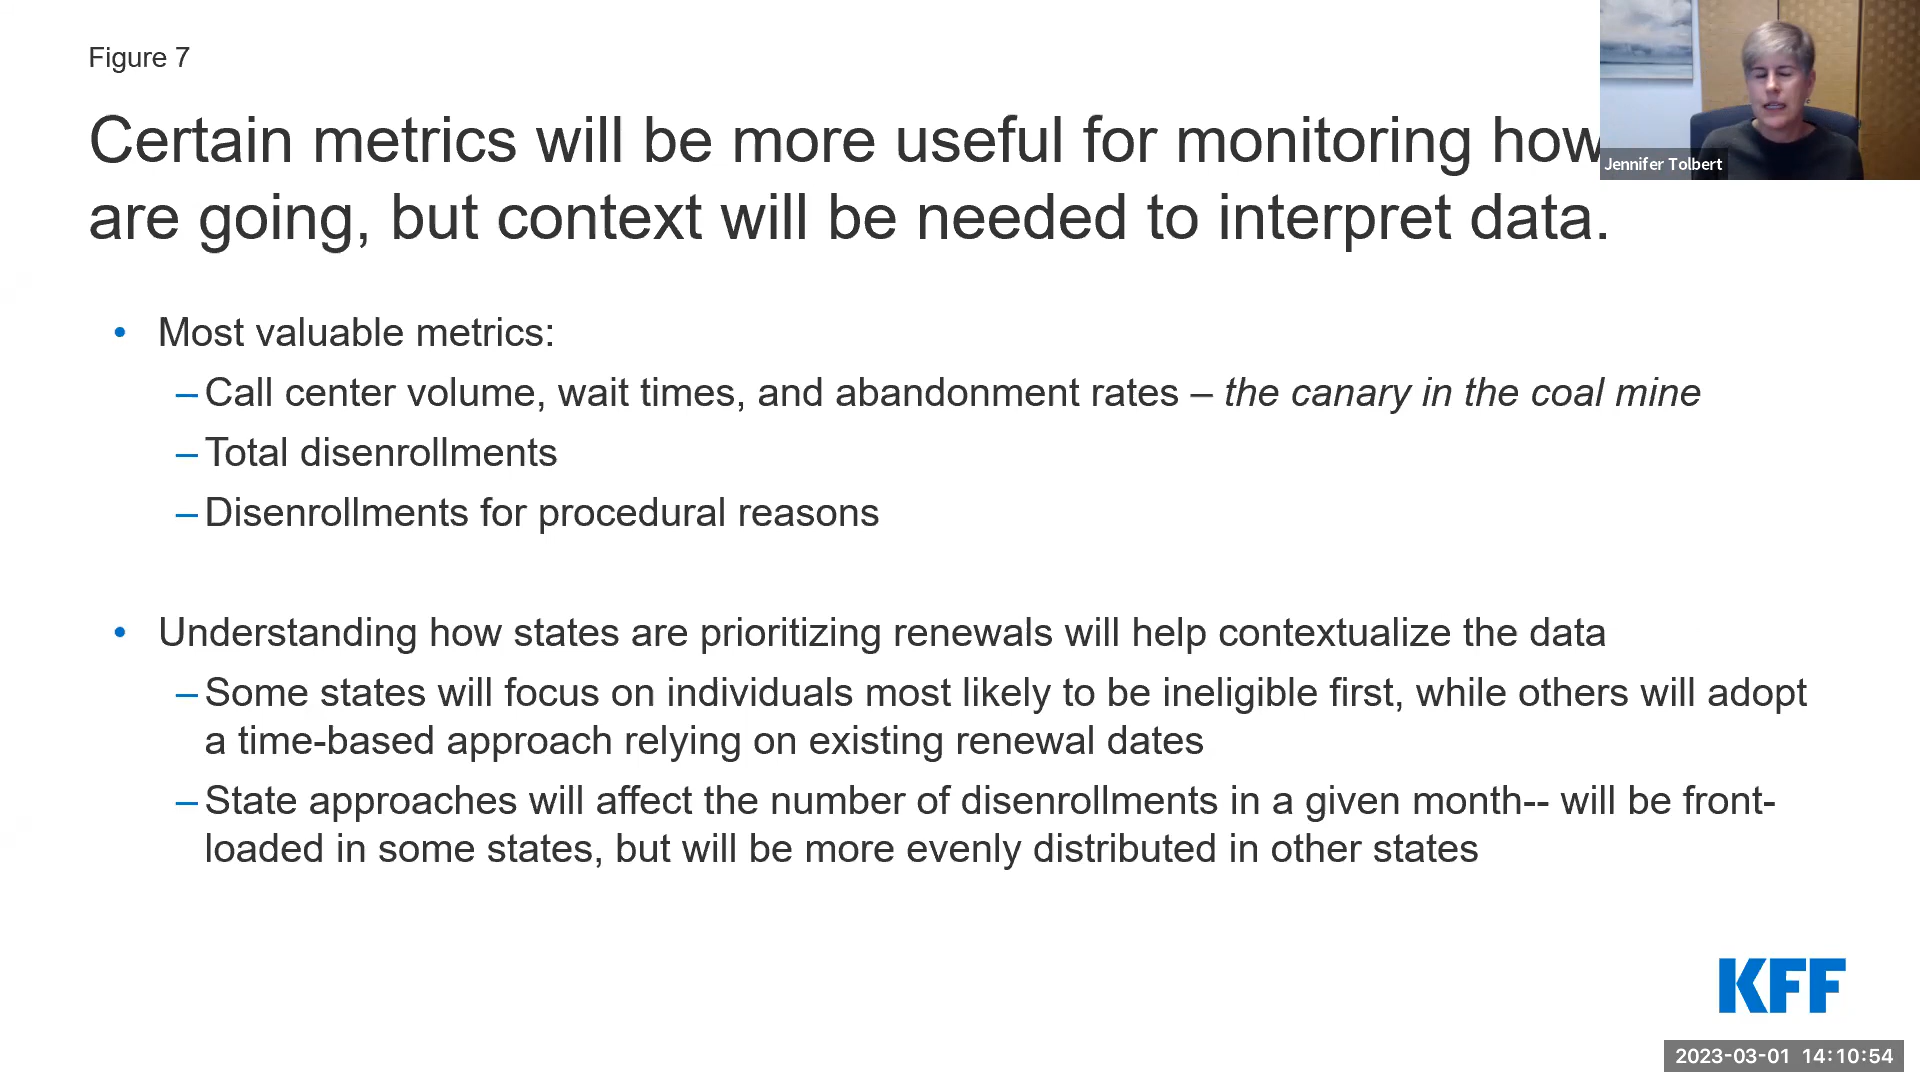 Figure 7
Certain metrics will be more useful for monitoring how
are going, but context will be needed to interpret data.
Jennifer Tolbert
• Most valuable metrics:
– Call center volume, wait times, and abandonment rates – the canary in the coal mine
– Total disenrollments
– Disenrollments for procedural reasons
• Understanding how states are prioritizing renewals will help contextualize the data
– Some states will focus on individuals most likely to be ineligible first, while others will adopt
a time-based approach relying on existing renewal dates
– State approaches will affect the number of disenrollments in a given month-- will be front-
loaded in some states, but will be more evenly distributed in other states
KFF
2023-03-01 14:10:54